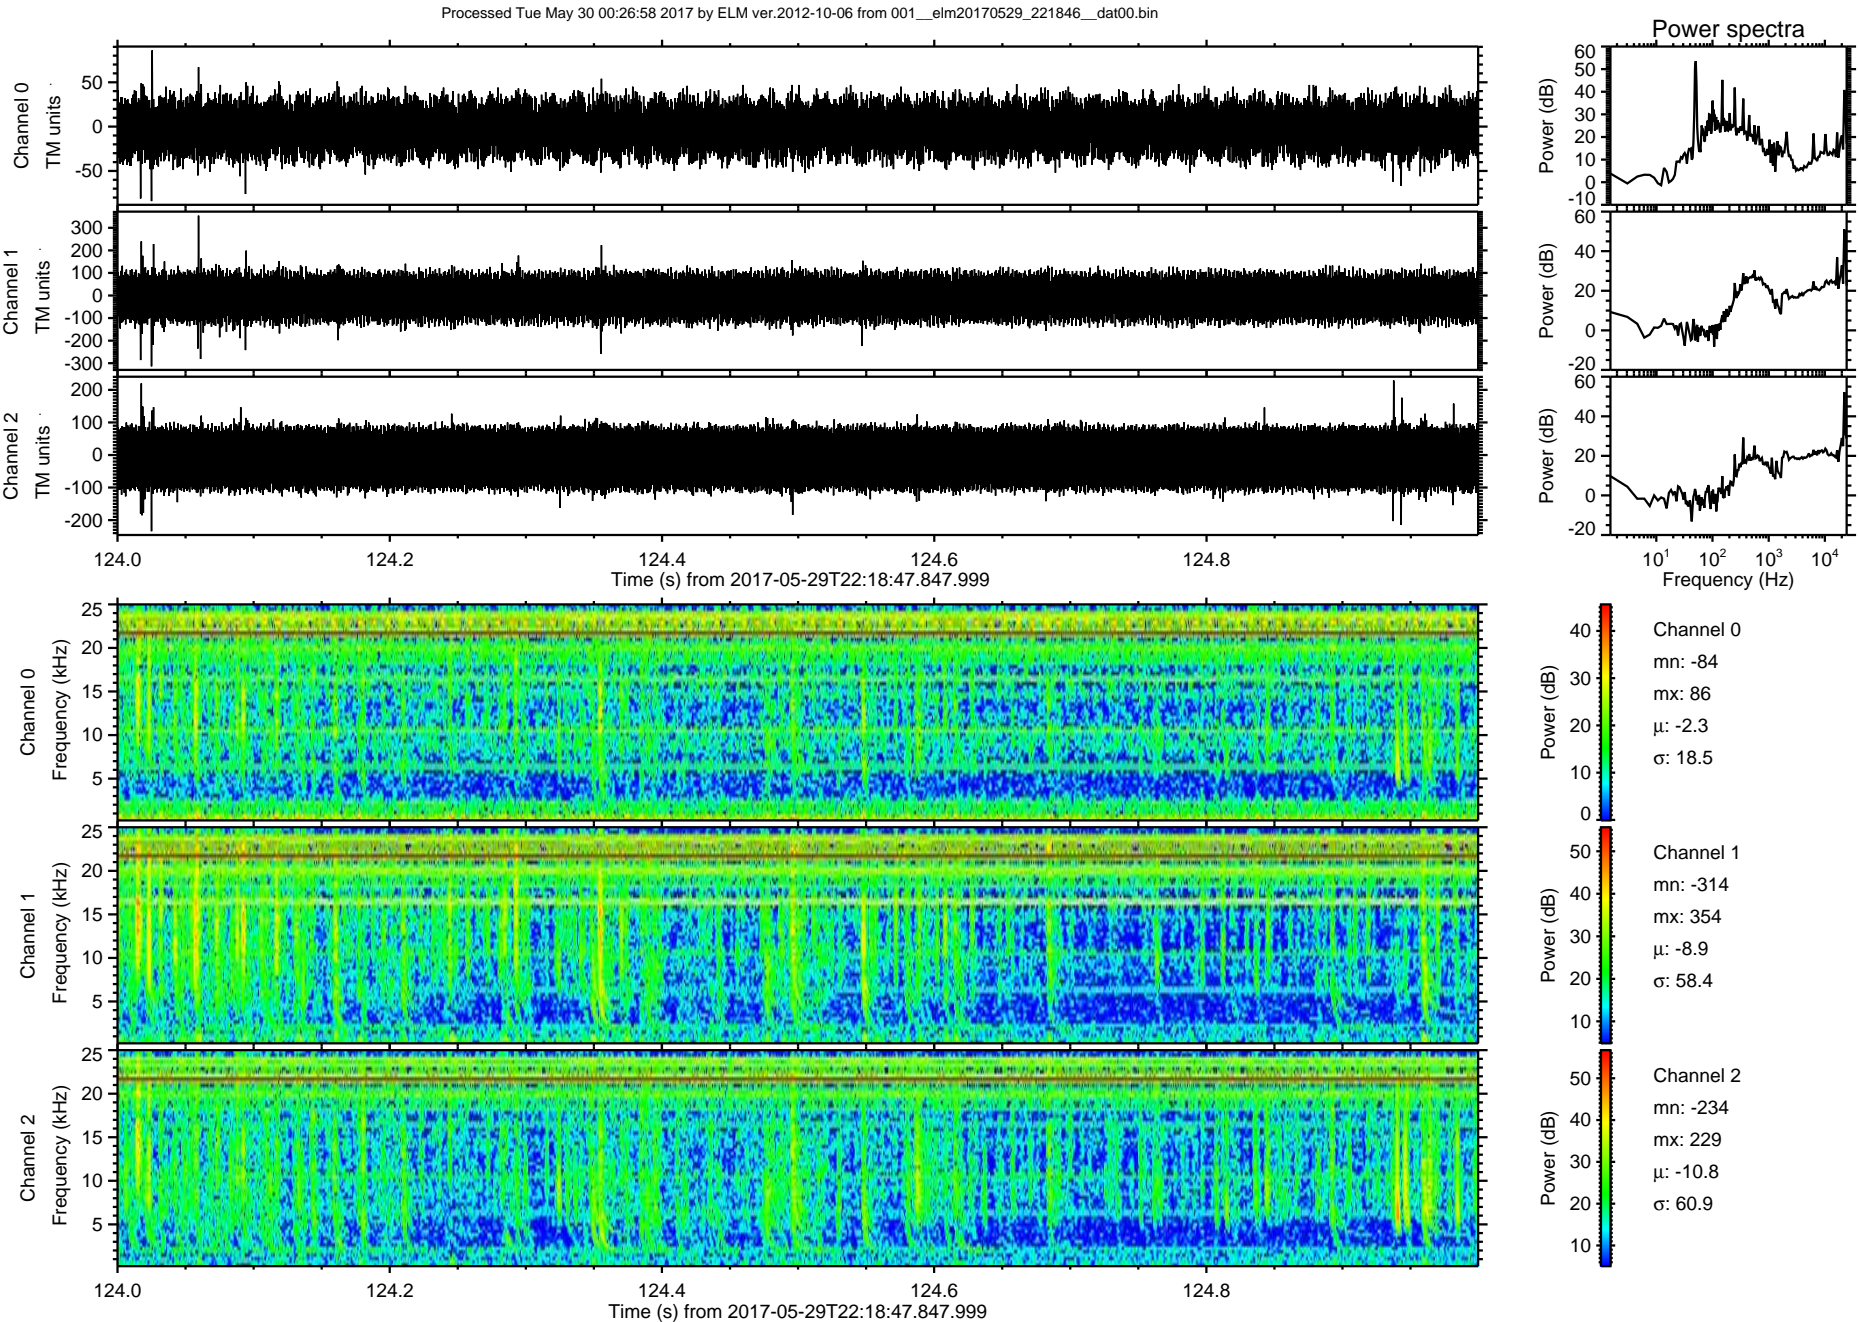 Processed Tue May 30 00:26:58 2017 by ELM ver.2012-10-06 from 001__elm20170529_221846__dat00.bin
Power spectra
Channel 0
TM units
50
0
-50
Power (dB)
60
50
40
30
20
10
0
-10
Channel 1
TM units
300
200
100
0
-100
-200
-300
Power (dB)
60
40
20
0
-20
Channel 2
TM units
200
100
0
-100
-200
Power (dB)
60
40
20
0
-20
124.0 124.2 124.4 124.6 124.8
Time (s) from 2017-05-29T22:18:47.847.999
10^1 10^2 10^3 10^4
Frequency (Hz)
Channel 0
Frequency (kHz)
25
20
15
10
5
Power (dB)
40
30
20
10
0
Channel 0
mn: -84
mx: 86
μ: -2.3
σ: 18.5
Channel 1
Frequency (kHz)
25
20
15
10
5
Power (dB)
50
40
30
20
10
Channel 1
mn: -314
mx: 354
μ: -8.9
σ: 58.4
Channel 2
Frequency (kHz)
25
20
15
10
5
Power (dB)
50
40
30
20
10
Channel 2
mn: -234
mx: 229
μ: -10.8
σ: 60.9
124.0 124.2 124.4 124.6 124.8
Time (s) from 2017-05-29T22:18:47.847.999